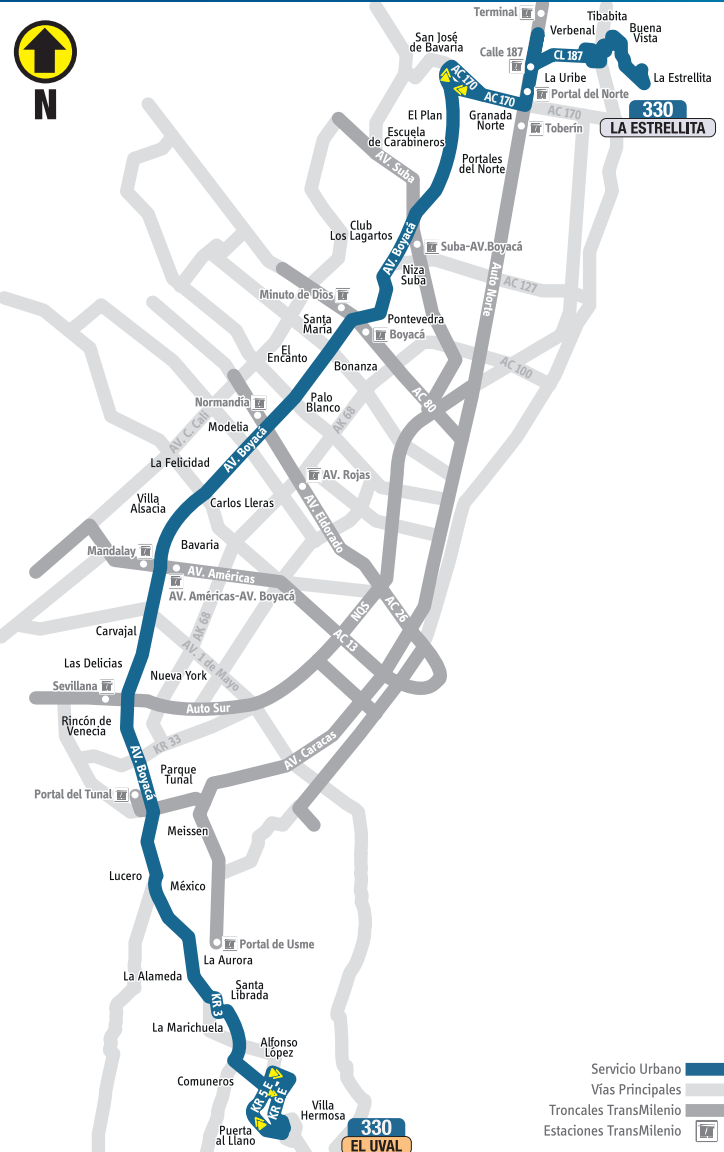 Terminal
Tibabita
Verbenal
Buena
Vista
San José
de Bavaria
Calle 187
CL 187
La Uribe
La Estrellita
AC 170
AC 170
Portal del Norte
330
LA ESTRELLITA
AC 170
El Plan
Granada
Norte
Toberín
Escuela
de Carabineros
AV. Suba
Portales
del Norte
Club
Los Lagartos
AV. Boyacá
Suba-AV.Boyacá
Niza
Suba
Auto Norte
AC 127
Minuto de Dios
Santa
María
Pontevedra
Boyacá
El
Encanto
Bonanza
AC 100
Normandía
Palo
Blanco
AC 80
AK 68
Modelia
AV. C. Cali
AV. Boyacá
La Felicidad
AV. Rojas
Villa
Alsacia
Carlos Lleras
AV. Eldorado
Bavaria
Mandalay
AV. Américas
AV. Américas-AV. Boyacá
NQS
AC 26
Carvajal
AK 68
AC 13
Las Delicias
AV. 1 de Mayo
Nueva York
Sevillana
Auto Sur
Rincón de
Venecia
KR 33
AV. Boyacá
AV. Caracas
Parque
Tunal
Portal del Tunal
Meissen
Lucero
México
Portal de Usme
La Aurora
La Alameda
Santa
Librada
KR 3
La Marichuela
Alfonso
López
Comuneros
KR 5 E
KR 6 E
Villa
Hermosa
Puerta
al Llano
330
EL UVAL
N
Servicio Urbano
Vías Principales
Troncales TransMilenio
Estaciones TransMilenio